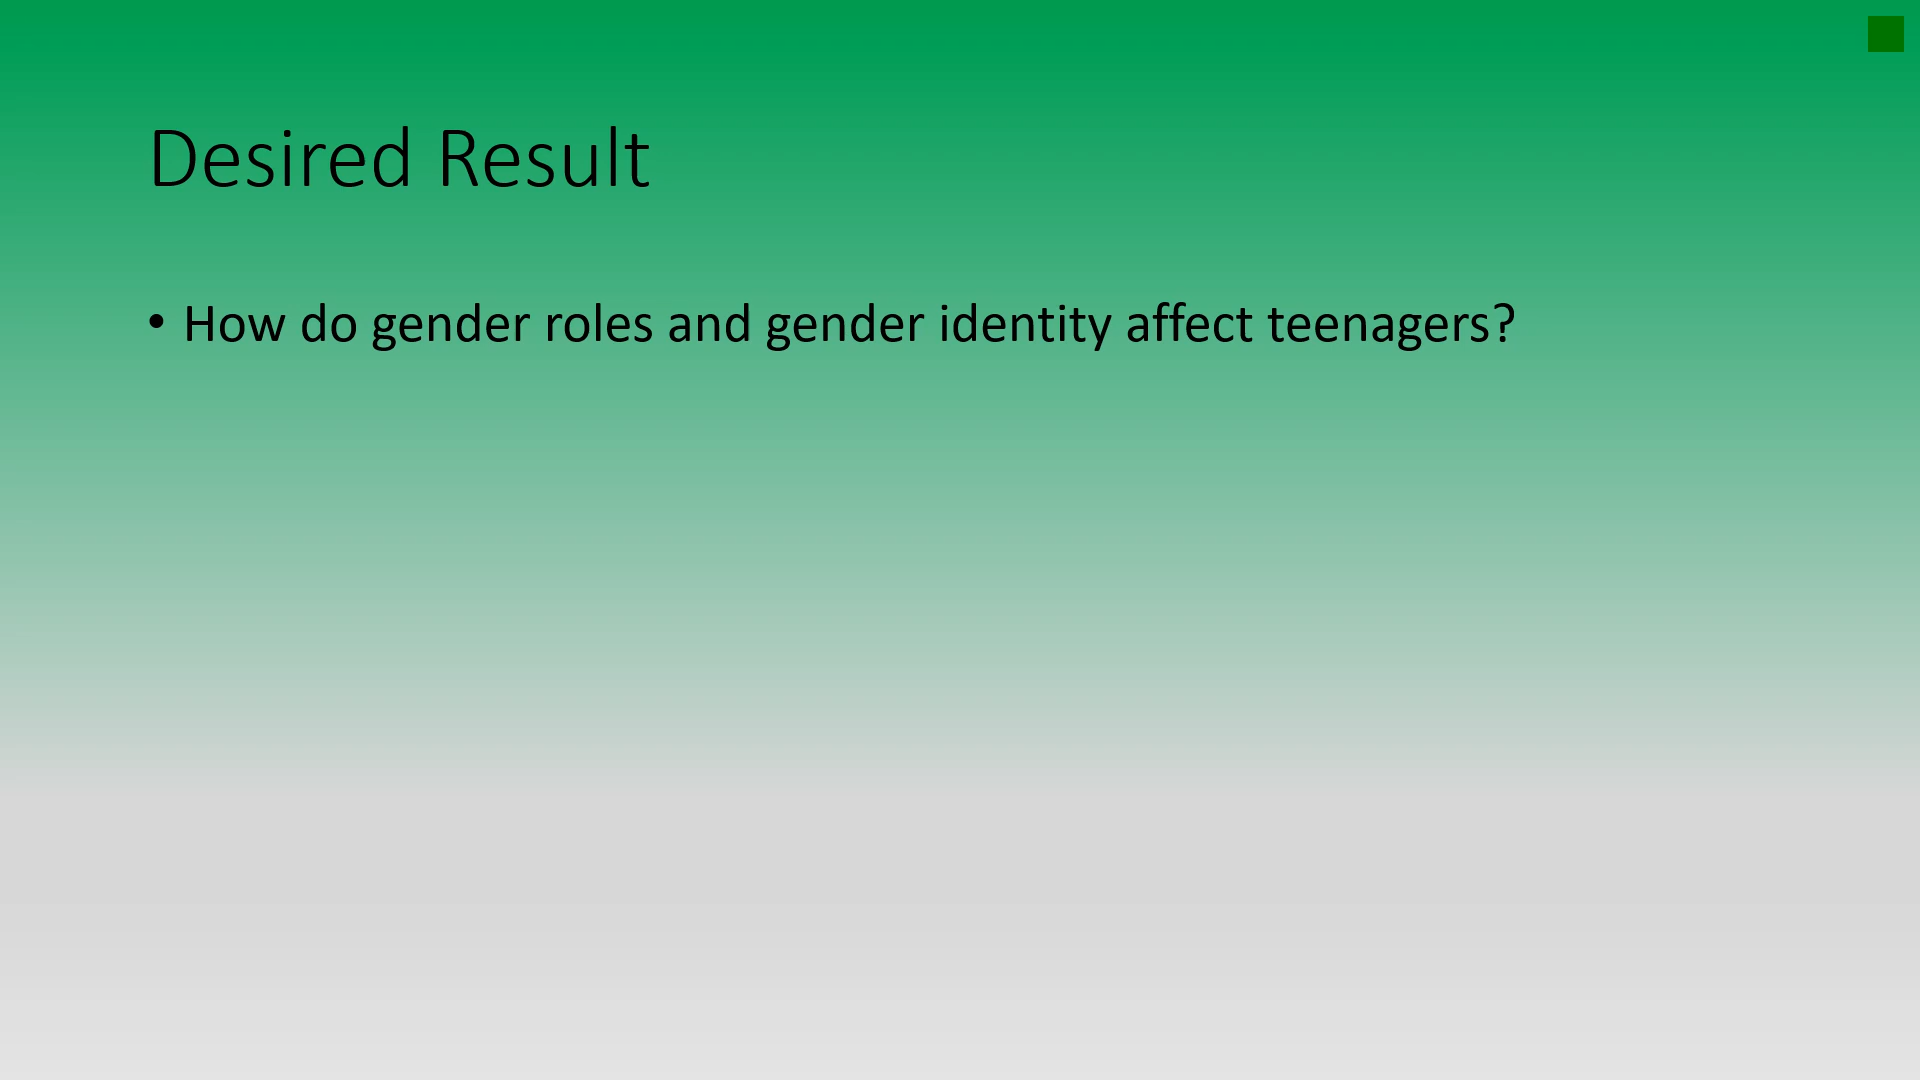 Desired Result
• How do gender roles and gender identity affect teenagers?